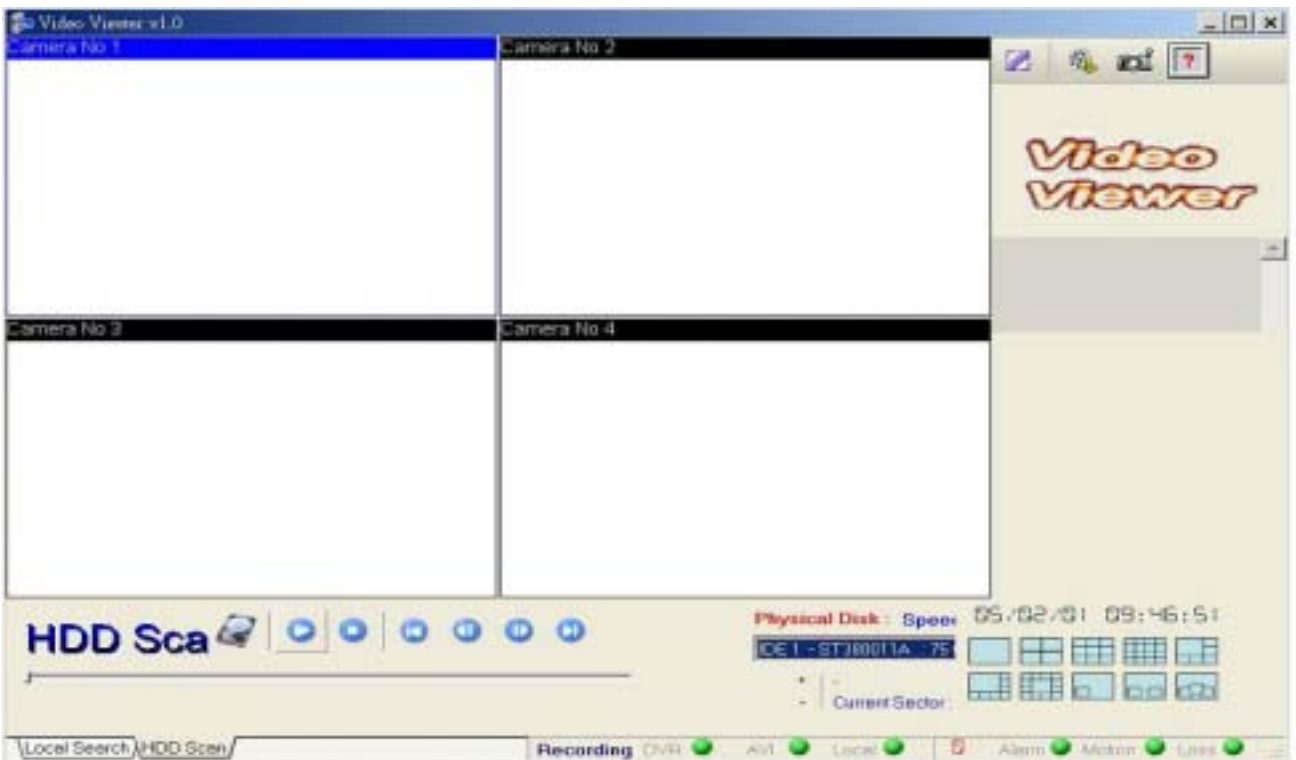 Video Viewer v1.0
Camera No 1
Camera No 2
Video
Viewer
Camera No 3
Camera No 4
HDD Sca
Physical Disk : Spee
05/02/01 09:46:51
IDE 1 - ST380011A : 75
Current Sector :
Local Search HDD Scan
Recording DVR AVI Local Alarm Motion Loss